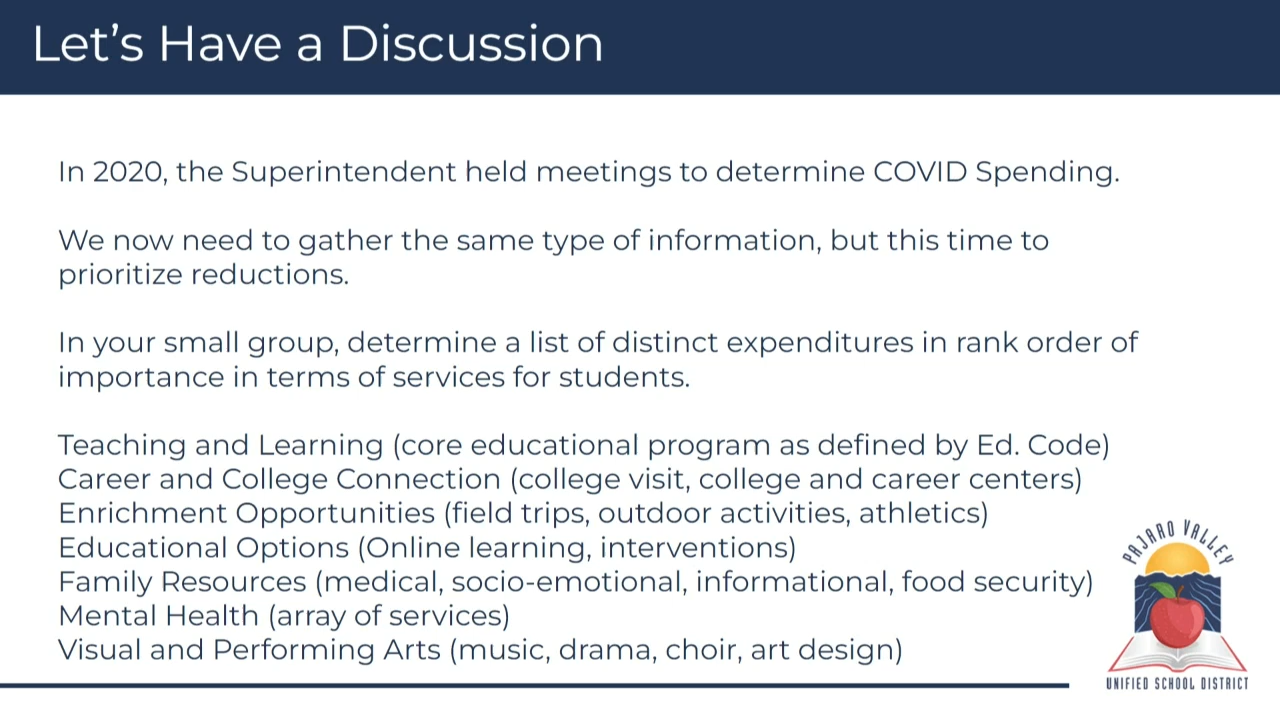 Let’s Have a Discussion
In 2020, the Superintendent held meetings to determine COVID Spending.
We now need to gather the same type of information, but this time to
prioritize reductions.
In your small group, determine a list of distinct expenditures in rank order of
importance in terms of services for students.
Teaching and Learning (core educational program as defined by Ed. Code)
Career and College Connection (college visit, college and career centers)
Enrichment Opportunities (field trips, outdoor activities, athletics)
Educational Options (Online learning, interventions)
Family Resources (medical, socio-emotional, informational, food security)
Mental Health (array of services)
Visual and Performing Arts (music, drama, choir, art design)
PAJARO VALLEY
UNIFIED SCHOOL DISTRICT